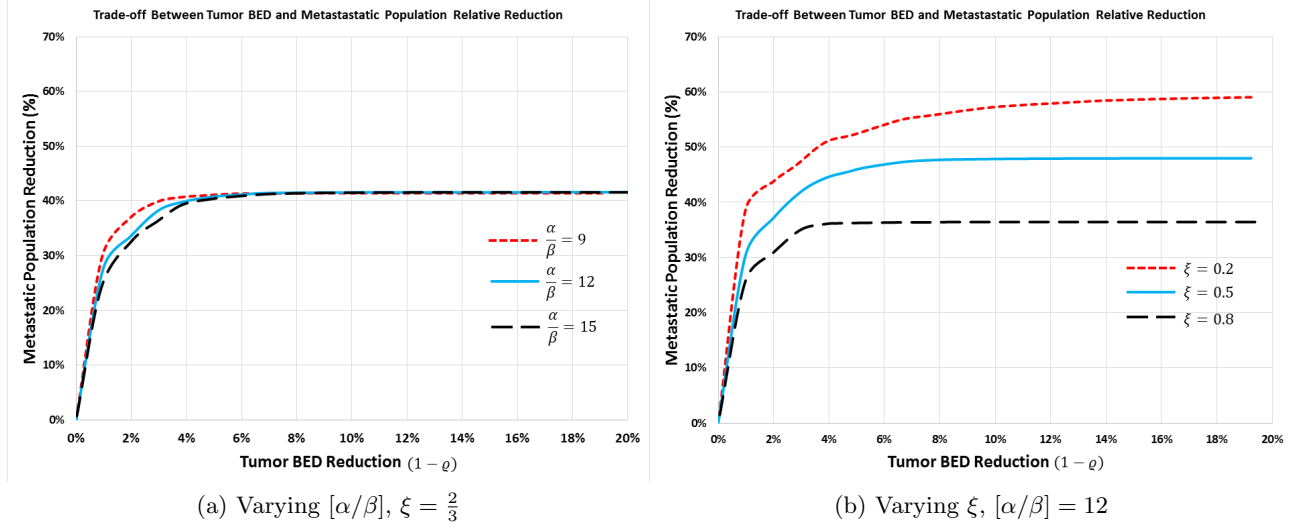 Trade-off Between Tumor BED and Metastastatic Population Relative Reduction
70%
60%
50%
40%
30%
20%
10%
0%
Metastatic Population Reduction (%)
α/β = 9
α/β = 12
α/β = 15
0% 2% 4% 6% 8% 10% 12% 14% 16% 18% 20%
Tumor BED Reduction (1 − ϱ)
(a) Varying [α/β], ξ = 2/3
Trade-off Between Tumor BED and Metastastatic Population Relative Reduction
70%
60%
50%
40%
30%
20%
10%
0%
Metastatic Population Reduction (%)
ξ = 0.2
ξ = 0.5
ξ = 0.8
0% 2% 4% 6% 8% 10% 12% 14% 16% 18% 20%
Tumor BED Reduction (1 − ϱ)
(b) Varying ξ, [α/β] = 12